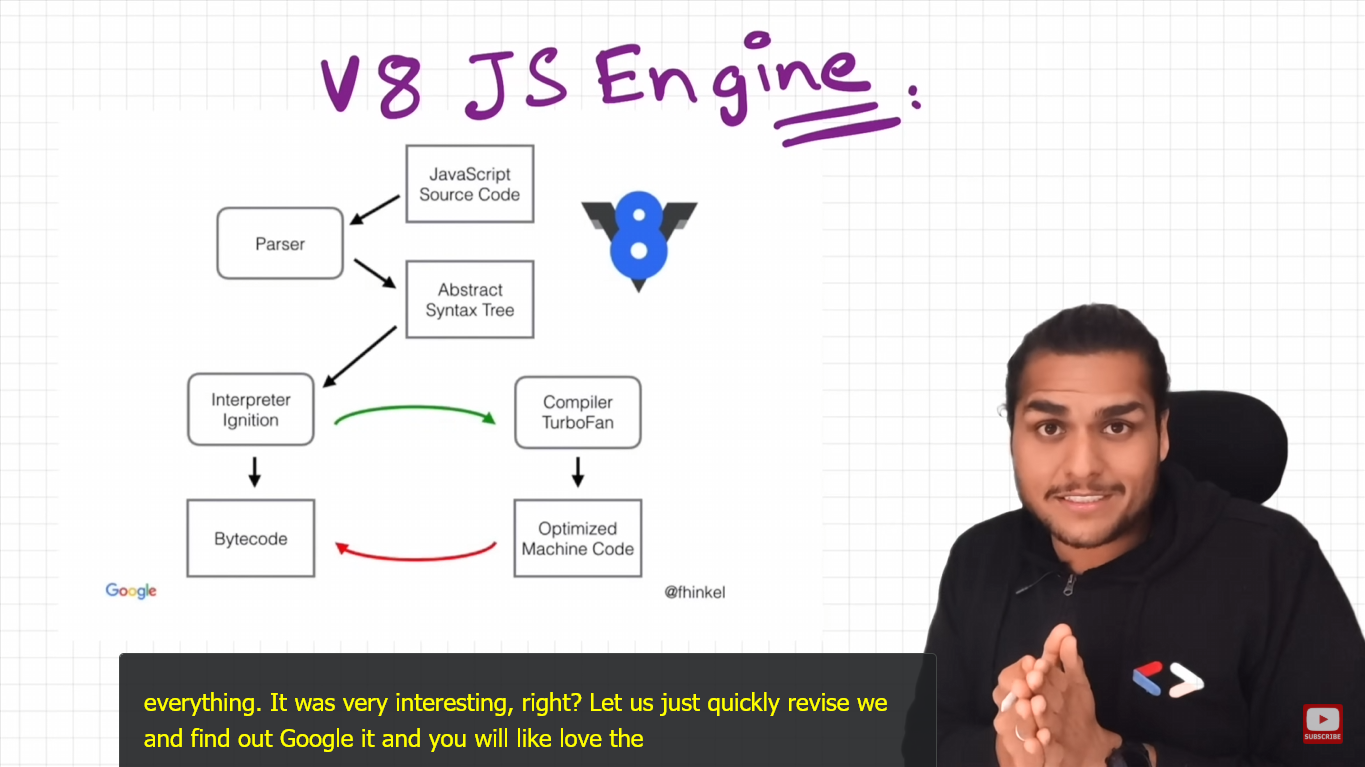 V8 JS Engine :
JavaScript
Source Code
Parser
Abstract
Syntax Tree
Interpreter
Ignition
Compiler
TurboFan
Bytecode
Optimized
Machine Code
Google
@fhinkel
everything. It was very interesting, right? Let us just quickly revise we
and find out Google it and you will like love the
SUBSCRIBE